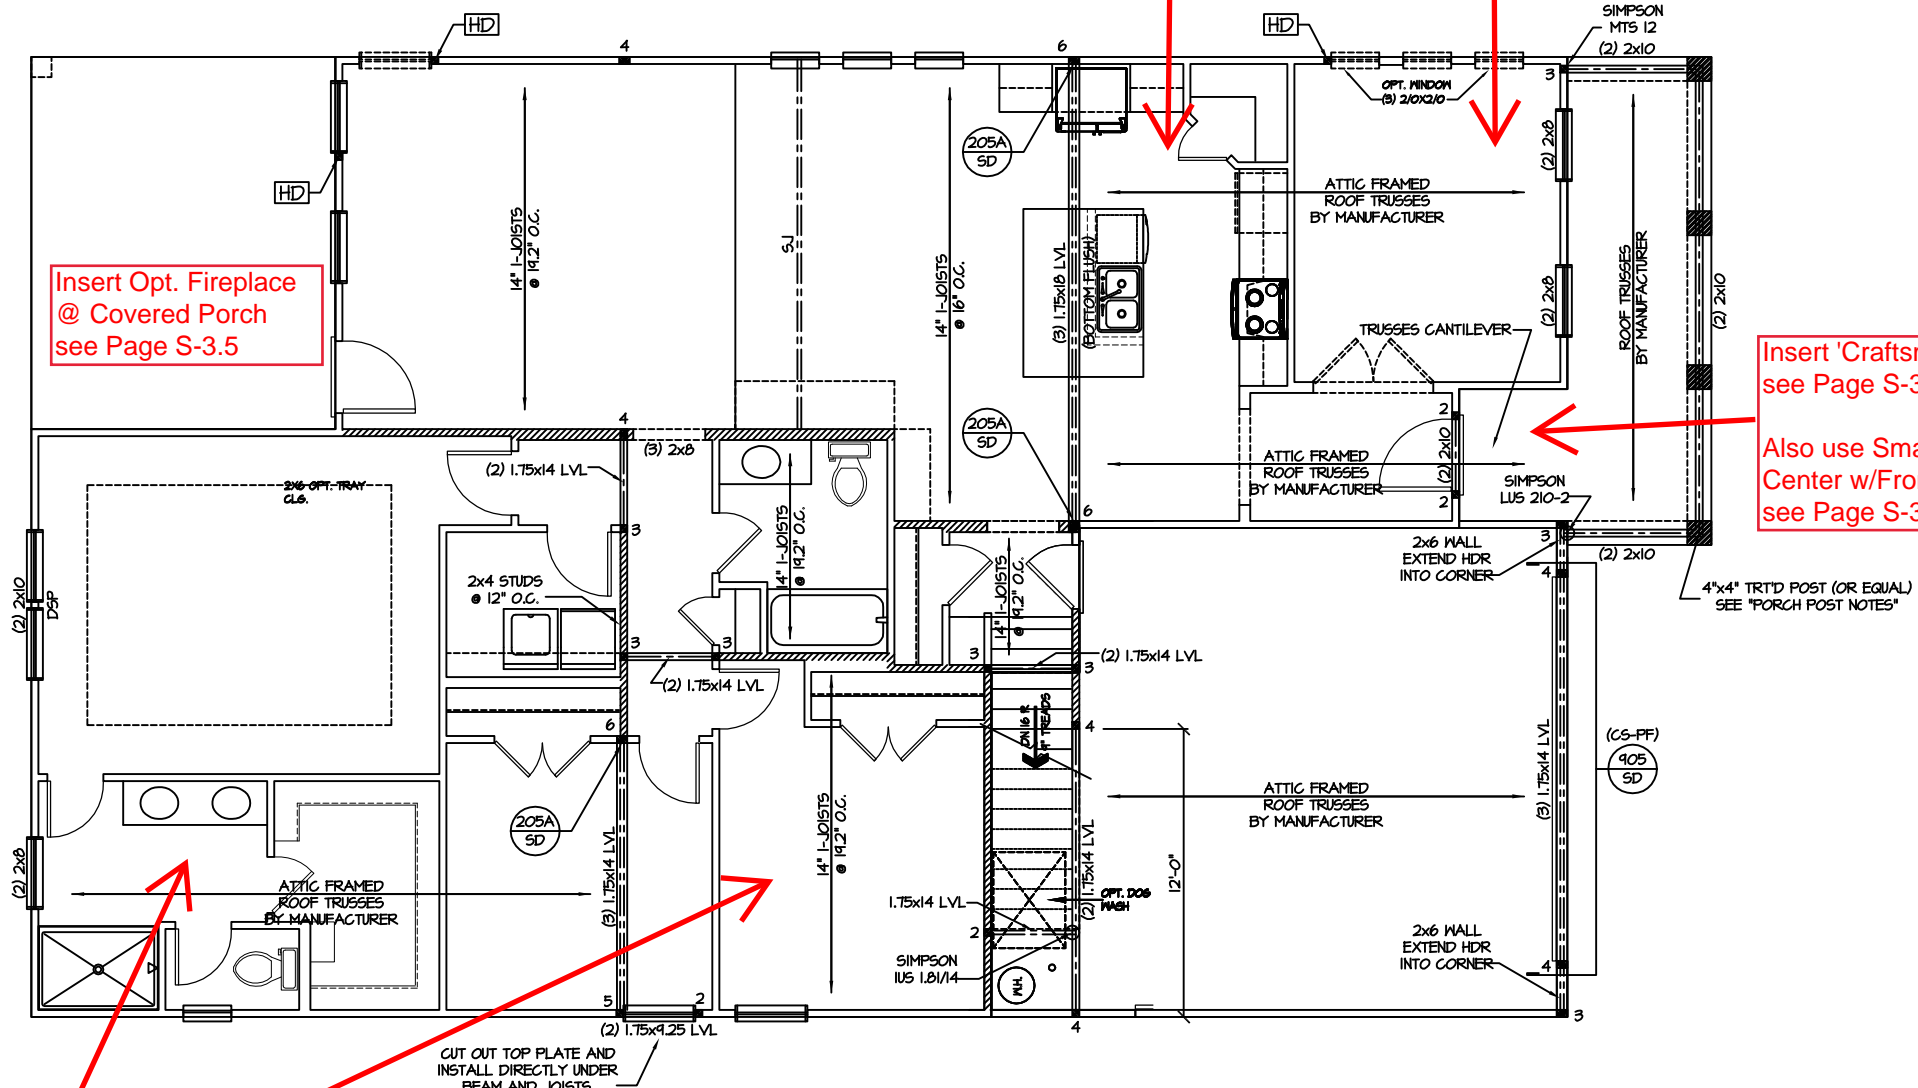 HD
4
6
HD
SIMPSON
MTS 12
(2) 2x10
3
OPT. WINDOW
(3) 2/0X2/0
14" I-JOISTS
@ 19.2" O.C.
SJ
14" I-JOISTS
@ 16" O.C.
205A
SD
(3) 1.75x18 LVL
(BOTTOM FLUSH)
(2) 2x8
ATTIC FRAMED
ROOF TRUSSES
BY MANUFACTURER
HD
Insert Opt. Fireplace
@ Covered Porch
see Page S-3.5
(2) 2x8
ROOF TRUSSES
BY MANUFACTURER
(2) 2x10
TRUSSES CANTILEVER
see Page S-3
Also use
Center
see Page S-3
4
(3) 2x8
205A
SD
2
(2) 2x10
2
ATTIC FRAMED
ROOF TRUSSES
BY MANUFACTURER
SIMPSON
LUS 210-2
(2) 1.75x14 LVL
2X6 OPT. TRAY
CLG.
3
14" I-JOISTS
@ 19.2" O.C.
6
3
2x6 WALL
EXTEND HDR
INTO CORNER
4
(2) 2x10
4"x4" TRT'D POST (OR EQUAL)
SEE "PORCH POST NOTES"
(2) 2x10
DSP
2x4 STUDS
@ 12" O.C.
14" I-JOISTS
@ 19.2" O.C.
3
3
3
3
(2) 1.75x14 LVL
(2) 1.75x14 LVL
6
DN 16 R
9" TREADS
4
(3) 1.75x14 LVL
(CS-PF)
905
SD
205A
SD
14" I-JOISTS
@ 19.2" O.C.
ATTIC FRAMED
ROOF TRUSSES
BY MANUFACTURER
12'-0"
(2) 2x8
ATTIC FRAMED
ROOF TRUSSES
BY MANUFACTURER
(3) 1.75x14 LVL
1.75x14 LVL
(2) 1.75x14 LVL
OPT. DOG
WASH
2
SIMPSON
IUS 1.81/14
W.H.
2x6 WALL
EXTEND HDR
INTO CORNER
4
5
2
(2) 1.75x9.25 LVL
4
3
CUT OUT TOP PLATE AND
INSTALL DIRECTLY UNDER
BEAM AND JOISTS